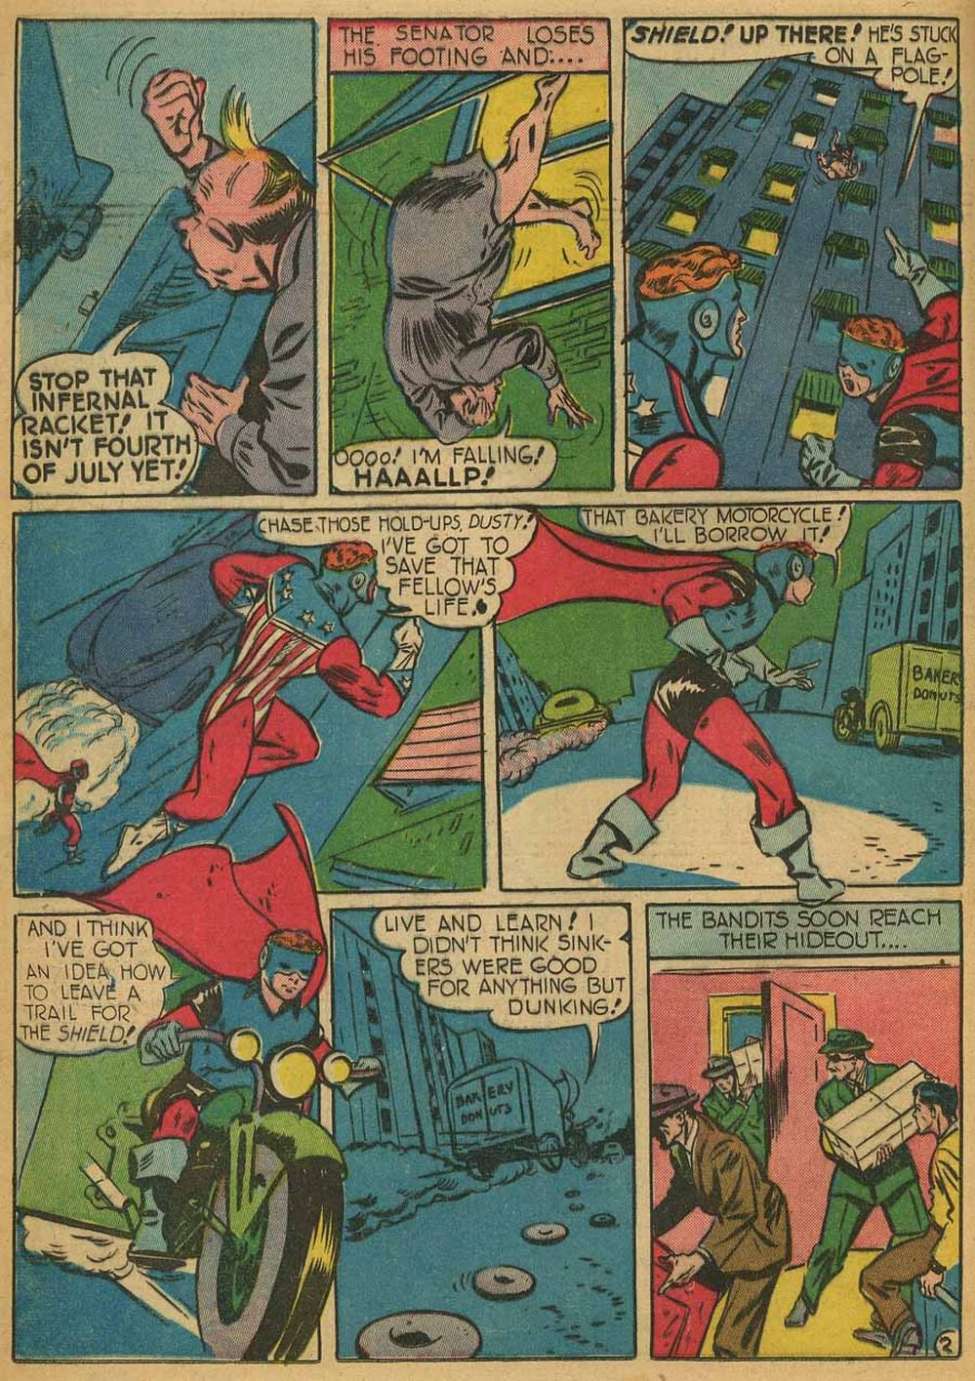 STOP THAT
INFERNAL
RACKET! IT
ISN'T FOURTH
OF JULY YET!
THE SENATOR LOSES
HIS FOOTING AND....
OOOO! I'M FALLING!
HAAALLP!
SHIELD! UP THERE! HE'S STUCK
ON A FLAG-
POLE!
CHASE THOSE HOLD-UPS, DUSTY!
I'VE GOT TO
SAVE THAT
FELLOW'S
LIFE.
THAT BAKERY MOTORCYCLE!
I'LL BORROW IT!
BAKERY
DONUTS
AND I THINK
I'VE GOT
AN IDEA, HOW
TO LEAVE A
TRAIL FOR
THE SHIELD!
LIVE AND LEARN! I
DIDN'T THINK SINK-
ERS WERE GOOD
FOR ANYTHING BUT
DUNKING!
BAKERY
DONUTS
THE BANDITS SOON REACH
THEIR HIDEOUT....
2